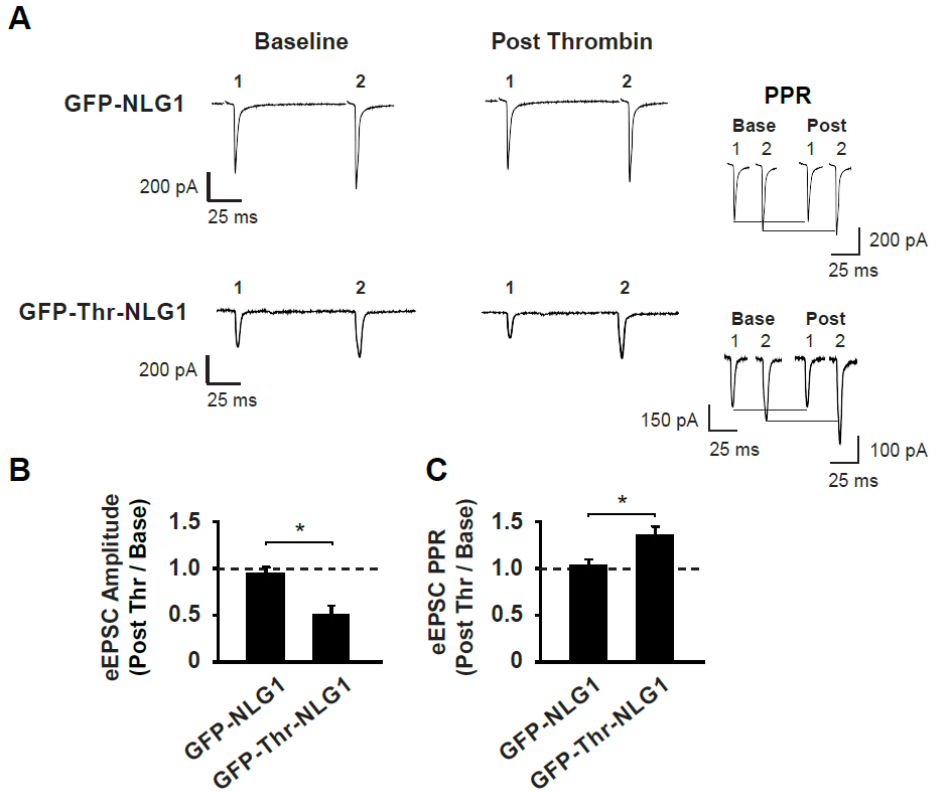 A
Baseline
Post Thrombin
GFP-NLG1
1
2
1
2
200 pA
25 ms
PPR
Base Post
1 2 1 2
200 pA
25 ms
GFP-Thr-NLG1
1
2
1
2
200 pA
25 ms
Base Post
1 2 1 2
150 pA
25 ms
100 pA
25 ms
B
eEPSC Amplitude
(Post Thr / Base)
1.5
1.0
0.5
0
*
GFP-NLG1
GFP-Thr-NLG1
C
eEPSC PPR
(Post Thr / Base)
1.5
1.0
0.5
0
*
GFP-NLG1
GFP-Thr-NLG1